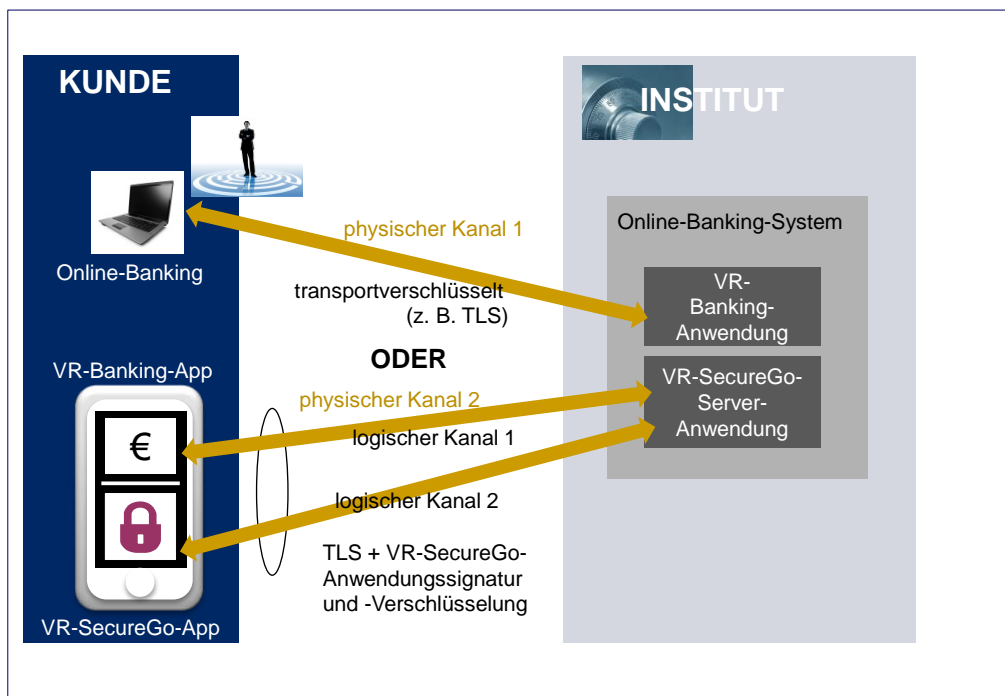 KUNDE
INSTITUT
physischer Kanal 1
Online-Banking-System
Online-Banking
transportverschlüsselt
(z. B. TLS)
VR-
Banking-
Anwendung
ODER
VR-Banking-App
physischer Kanal 2
logischer Kanal 1
VR-SecureGo-
Server-
Anwendung
€
logischer Kanal 2
TLS + VR-SecureGo-
Anwendungssignatur
und -Verschlüsselung
VR-SecureGo-App